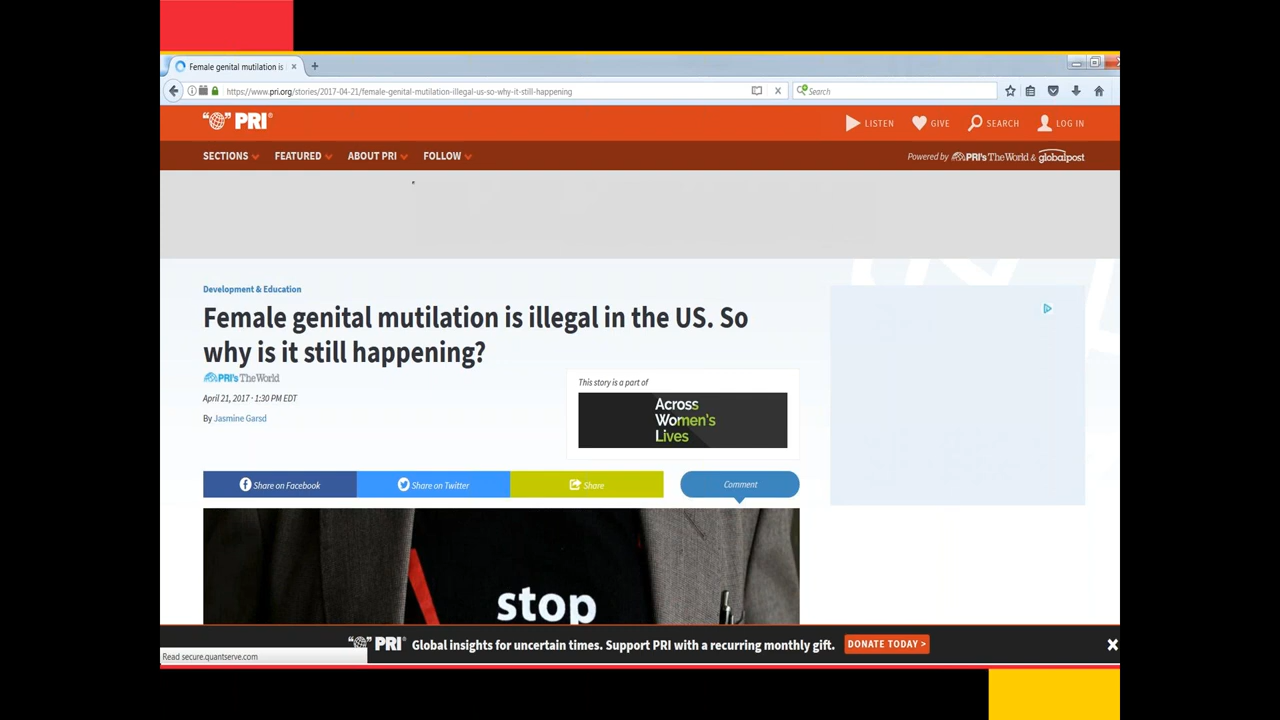 Female genital mutilation is
https://www.pri.org/stories/2017-04-21/female-genital-mutilation-illegal-us-so-why-it-still-happening
Search
PRI
LISTEN GIVE SEARCH LOG IN
SECTIONS FEATURED ABOUT PRI FOLLOW
Powered by PRI's The World & globalpost
Development & Education
Female genital mutilation is illegal in the US. So
why is it still happening?
PRI's The World
April 21, 2017 · 1:30 PM EDT
By Jasmine Garsd
This story is a part of
Across
Women's
Lives
Share on Facebook
Share on Twitter
Share
Comment
stop
PRI Global insights for uncertain times. Support PRI with a recurring monthly gift. DONATE TODAY >
Read secure.quantserve.com